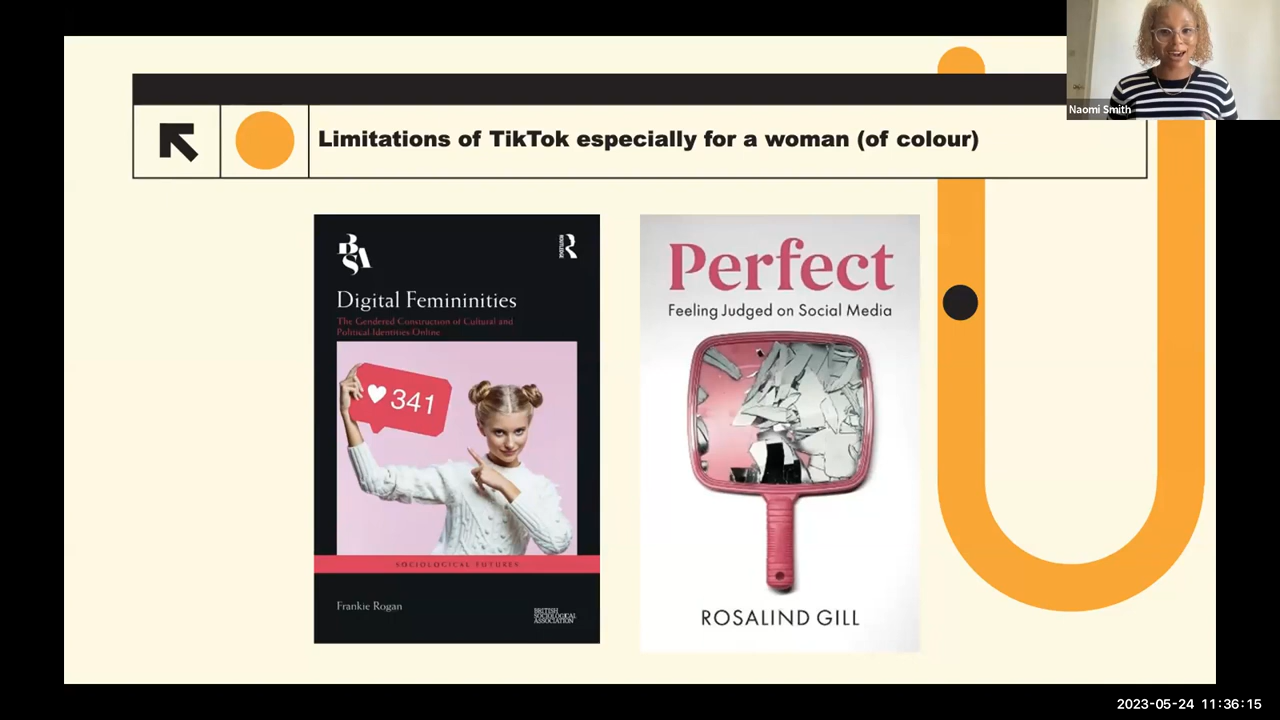 Naomi Smith
Limitations of TikTok especially for a woman (of colour)
BSA
R
ROUTLEDGE
Digital Femininities
The Gendered Construction of Cultural and
Political Identities Online
341
SOCIOLOGICAL FUTURES
Frankie Rogan
BRITISH
SOCIOLOGICAL
ASSOCIATION
Perfect
Feeling Judged on Social Media
ROSALIND GILL
2023-05-24 11:36:15